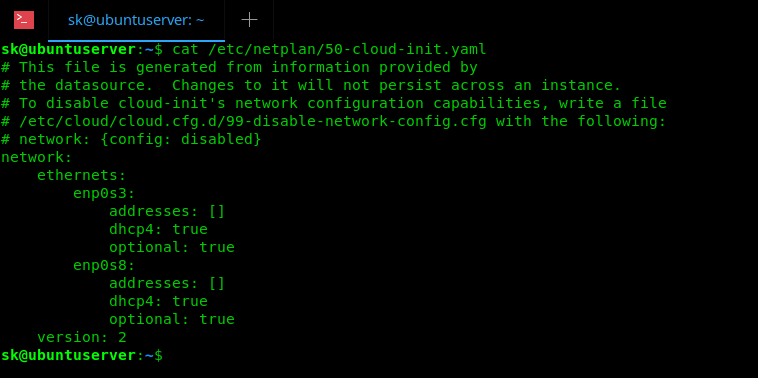 sk@ubuntuserver: ~
sk@ubuntuserver:~$ cat /etc/netplan/50-cloud-init.yaml
# This file is generated from information provided by
# the datasource.  Changes to it will not persist across an instance.
# To disable cloud-init's network configuration capabilities, write a file
# /etc/cloud/cloud.cfg.d/99-disable-network-config.cfg with the following:
# network: {config: disabled}
network:
    ethernets:
        enp0s3:
            addresses: []
            dhcp4: true
            optional: true
        enp0s8:
            addresses: []
            dhcp4: true
            optional: true
    version: 2
sk@ubuntuserver:~$